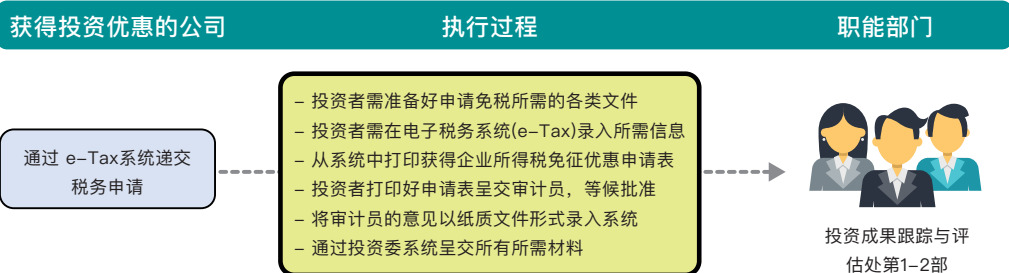 获得投资优惠的公司
执行过程
职能部门
通过 e-Tax系统递交
税务申请
– 投资者需准备好申请免税所需的各类文件
– 投资者需在电子税务系统(e-Tax)录入所需信息
– 从系统中打印获得企业所得税免征优惠申请表
– 投资者打印好申请表呈交审计员，等候批准
– 将审计员的意见以纸质文件形式录入系统
– 通过投资委系统呈交所有所需材料
投资成果跟踪与评
估处第1-2部